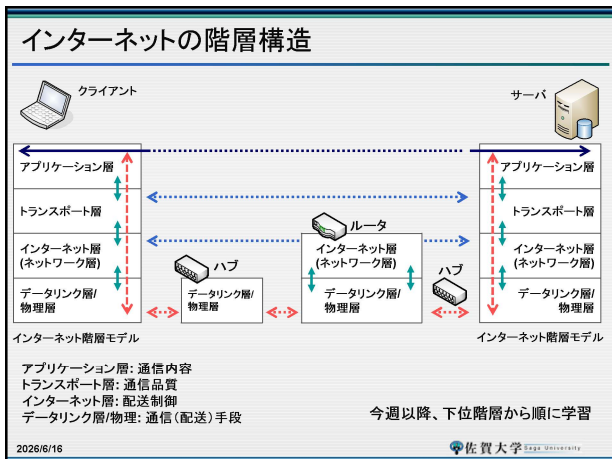 インターネットの階層構造
クライアント
サーバ
アプリケーション層
アプリケーション層
トランスポート層
トランスポート層
ルータ
インターネット層
(ネットワーク層)
ハブ
インターネット層
(ネットワーク層)
ハブ
インターネット層
(ネットワーク層)
データリンク層/
物理層
データリンク層/
物理層
データリンク層/
物理層
データリンク層/
物理層
インターネット階層モデル
インターネット階層モデル
アプリケーション層: 通信内容
トランスポート層: 通信品質
インターネット層: 配送制御
データリンク層/物理: 通信(配送)手段
今週以降、下位階層から順に学習
2026/6/16
佐賀大学 Saga University